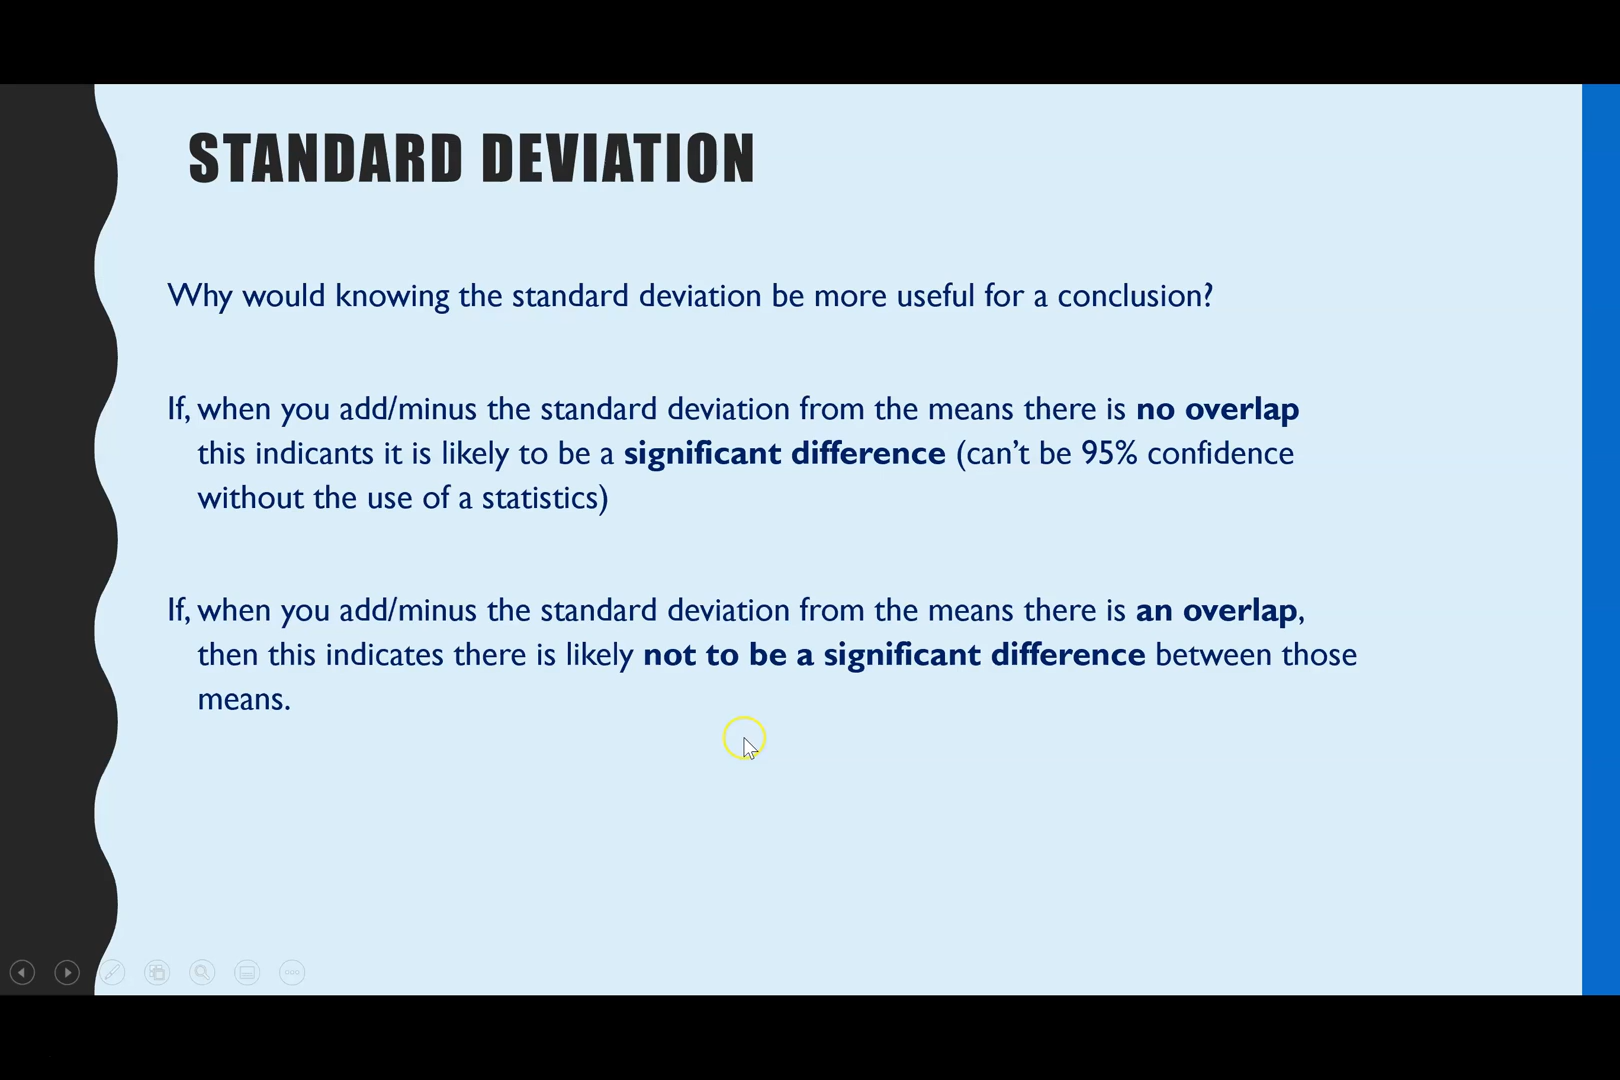 STANDARD DEVIATION
Why would knowing the standard deviation be more useful for a conclusion?
If, when you add/minus the standard deviation from the means there is no overlap
this indicants it is likely to be a significant difference (can't be 95% confidence
without the use of a statistics)
If, when you add/minus the standard deviation from the means there is an overlap,
then this indicates there is likely not to be a significant difference between those
means.